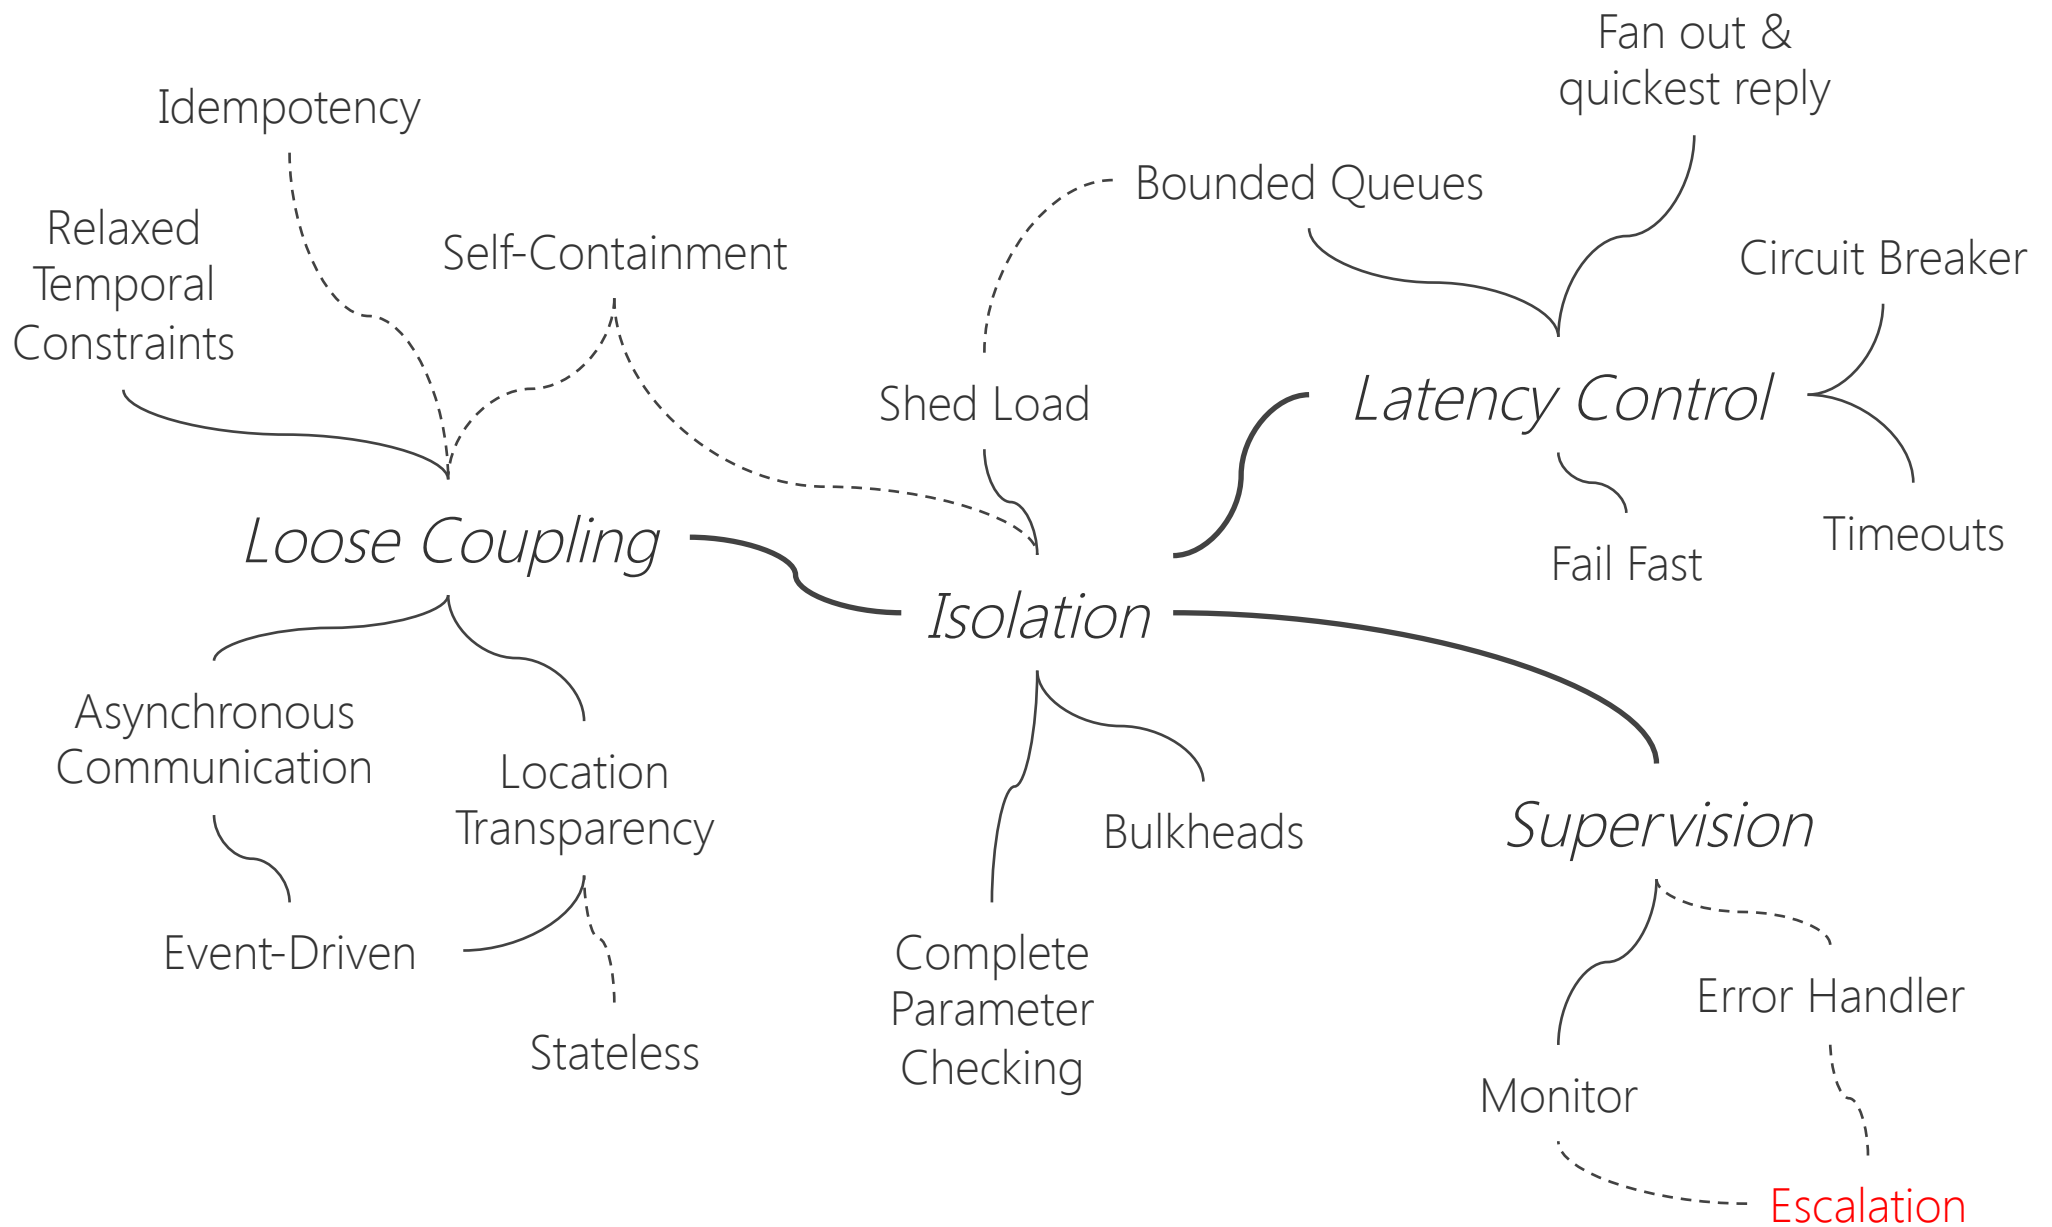 Fan out &
quickest reply
Idempotency
Bounded Queues
Relaxed
Temporal
Constraints
Self-Containment
Circuit Breaker
Shed Load
Latency Control
Loose Coupling
Fail Fast
Timeouts
Isolation
Asynchronous
Communication
Location
Transparency
Bulkheads
Supervision
Event-Driven
Complete
Parameter
Checking
Error Handler
Stateless
Monitor
Escalation